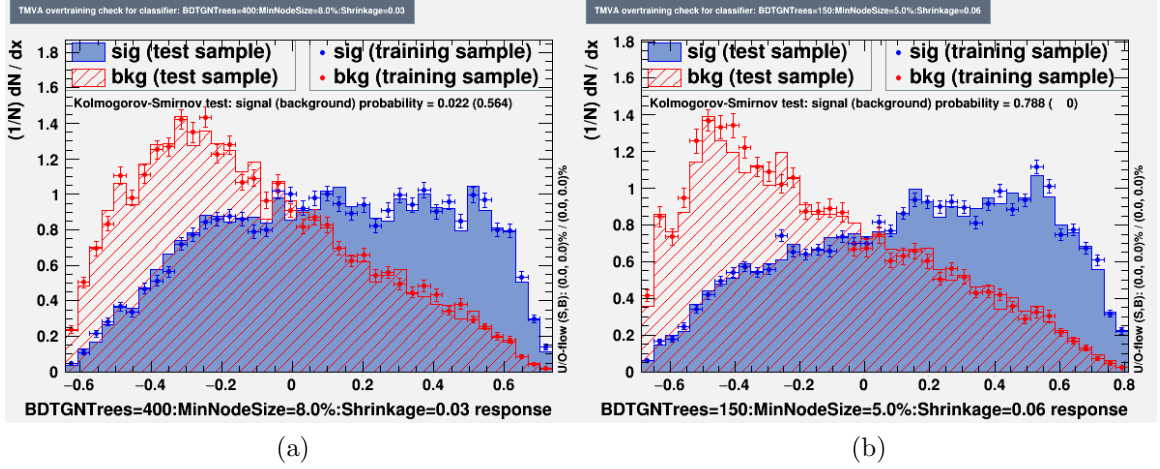 TMVA overtraining check for classifier: BDTGNTrees=400:MinNodeSize=8.0%:Shrinkage=0.03
sig (test sample)
bkg (test sample)
sig (training sample)
bkg (training sample)
Kolmogorov-Smirnov test: signal (background) probability = 0.022 (0.564)
(1/N) dN / dx
1.8
1.6
1.4
1.2
1
0.8
0.6
0.4
0.2
0
−0.6 −0.4 −0.2 0 0.2 0.4 0.6
U/O-flow (S,B): (0.0, 0.0)% / (0.0, 0.0)%
BDTGNTrees=400:MinNodeSize=8.0%:Shrinkage=0.03 response
(a)
TMVA overtraining check for classifier: BDTGNTrees=150:MinNodeSize=5.0%:Shrinkage=0.06
sig (test sample)
bkg (test sample)
sig (training sample)
bkg (training sample)
Kolmogorov-Smirnov test: signal (background) probability = 0.788 ( 0)
(1/N) dN / dx
1.8
1.6
1.4
1.2
1
0.8
0.6
0.4
0.2
0
−0.6 −0.4 −0.2 0 0.2 0.4 0.6 0.8
U/O-flow (S,B): (0.0, 0.0)% / (0.0, 0.0)%
BDTGNTrees=150:MinNodeSize=5.0%:Shrinkage=0.06 response
(b)